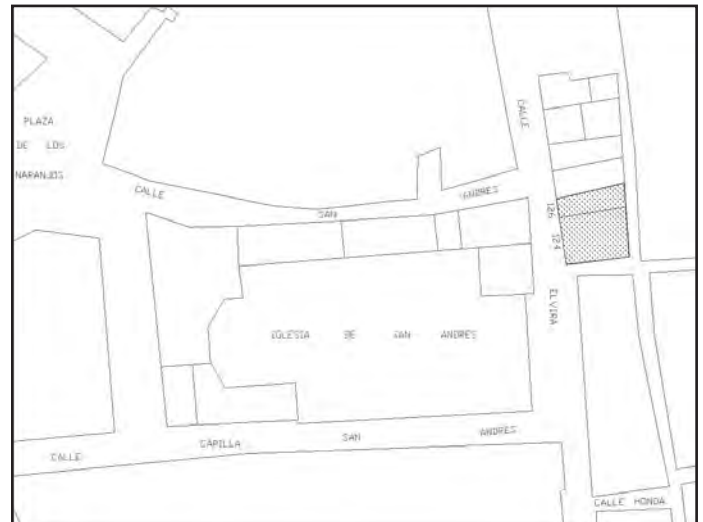 PLAZA
DE LOS
NARANJOS
CALLE SAN ANDRES
CALLE ELVIRA
126
124
IGLESIA DE SAN ANDRES
CALLE CAPILLA SAN ANDRES
CALLE HONDA